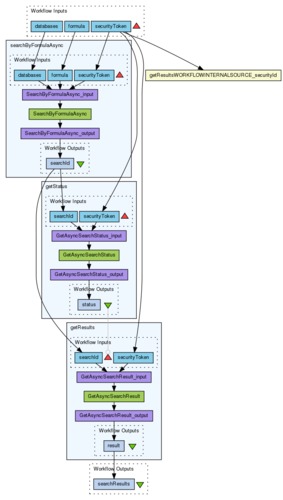 Workflow Inputs
databases
formula
securityToken
searchByFormulaAsync
Workflow Inputs
databases
formula
securityToken
getResultsWORKFLOWINTERNALSOURCE_securityId
SearchByFormulaAsync_input
SearchByFormulaAsync
SearchByFormulaAsync_output
Workflow Outputs
searchId
getStatus
Workflow Inputs
searchId
securityToken
GetAsyncSearchStatus_input
GetAsyncSearchStatus
GetAsyncSearchStatus_output
Workflow Outputs
status
getResults
Workflow Inputs
searchId
securityToken
GetAsyncSearchResult_input
GetAsyncSearchResult
GetAsyncSearchResult_output
Workflow Outputs
result
Workflow Outputs
searchResults